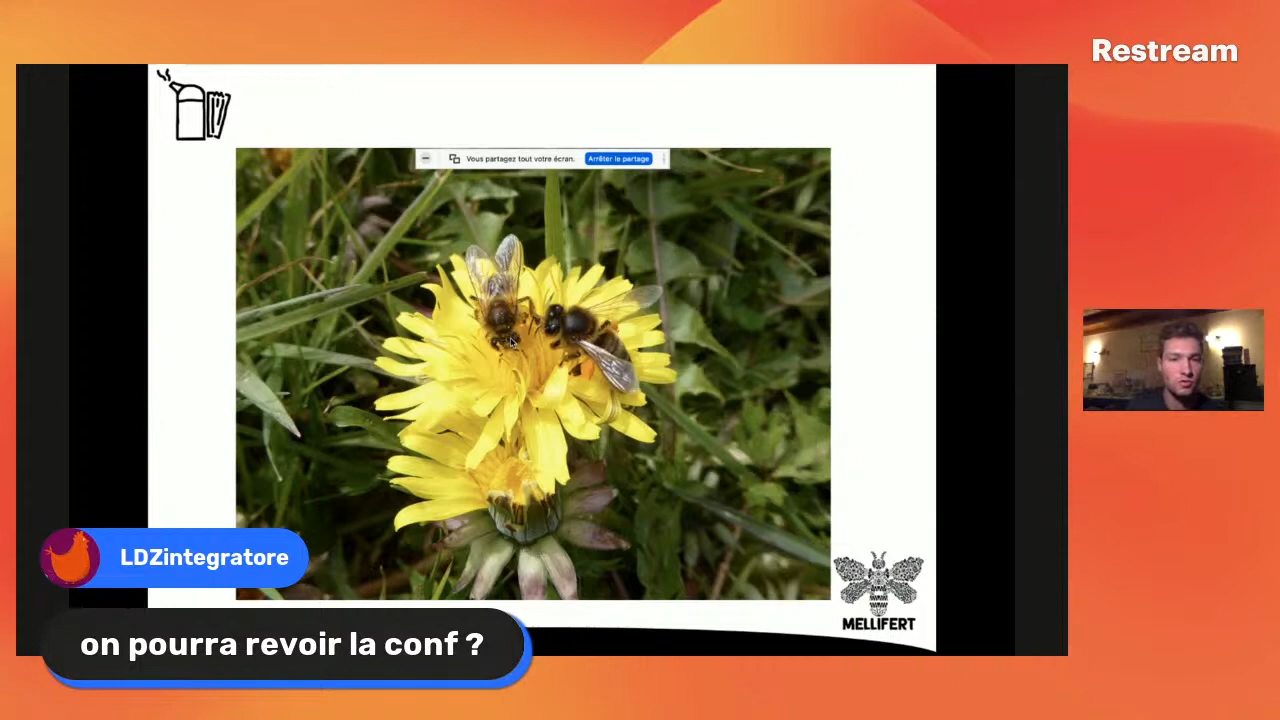 Restream
Vous partagez tout votre écran. Arrêter le partage
MELLIFERT
LDZintegratore
on pourra revoir la conf ?